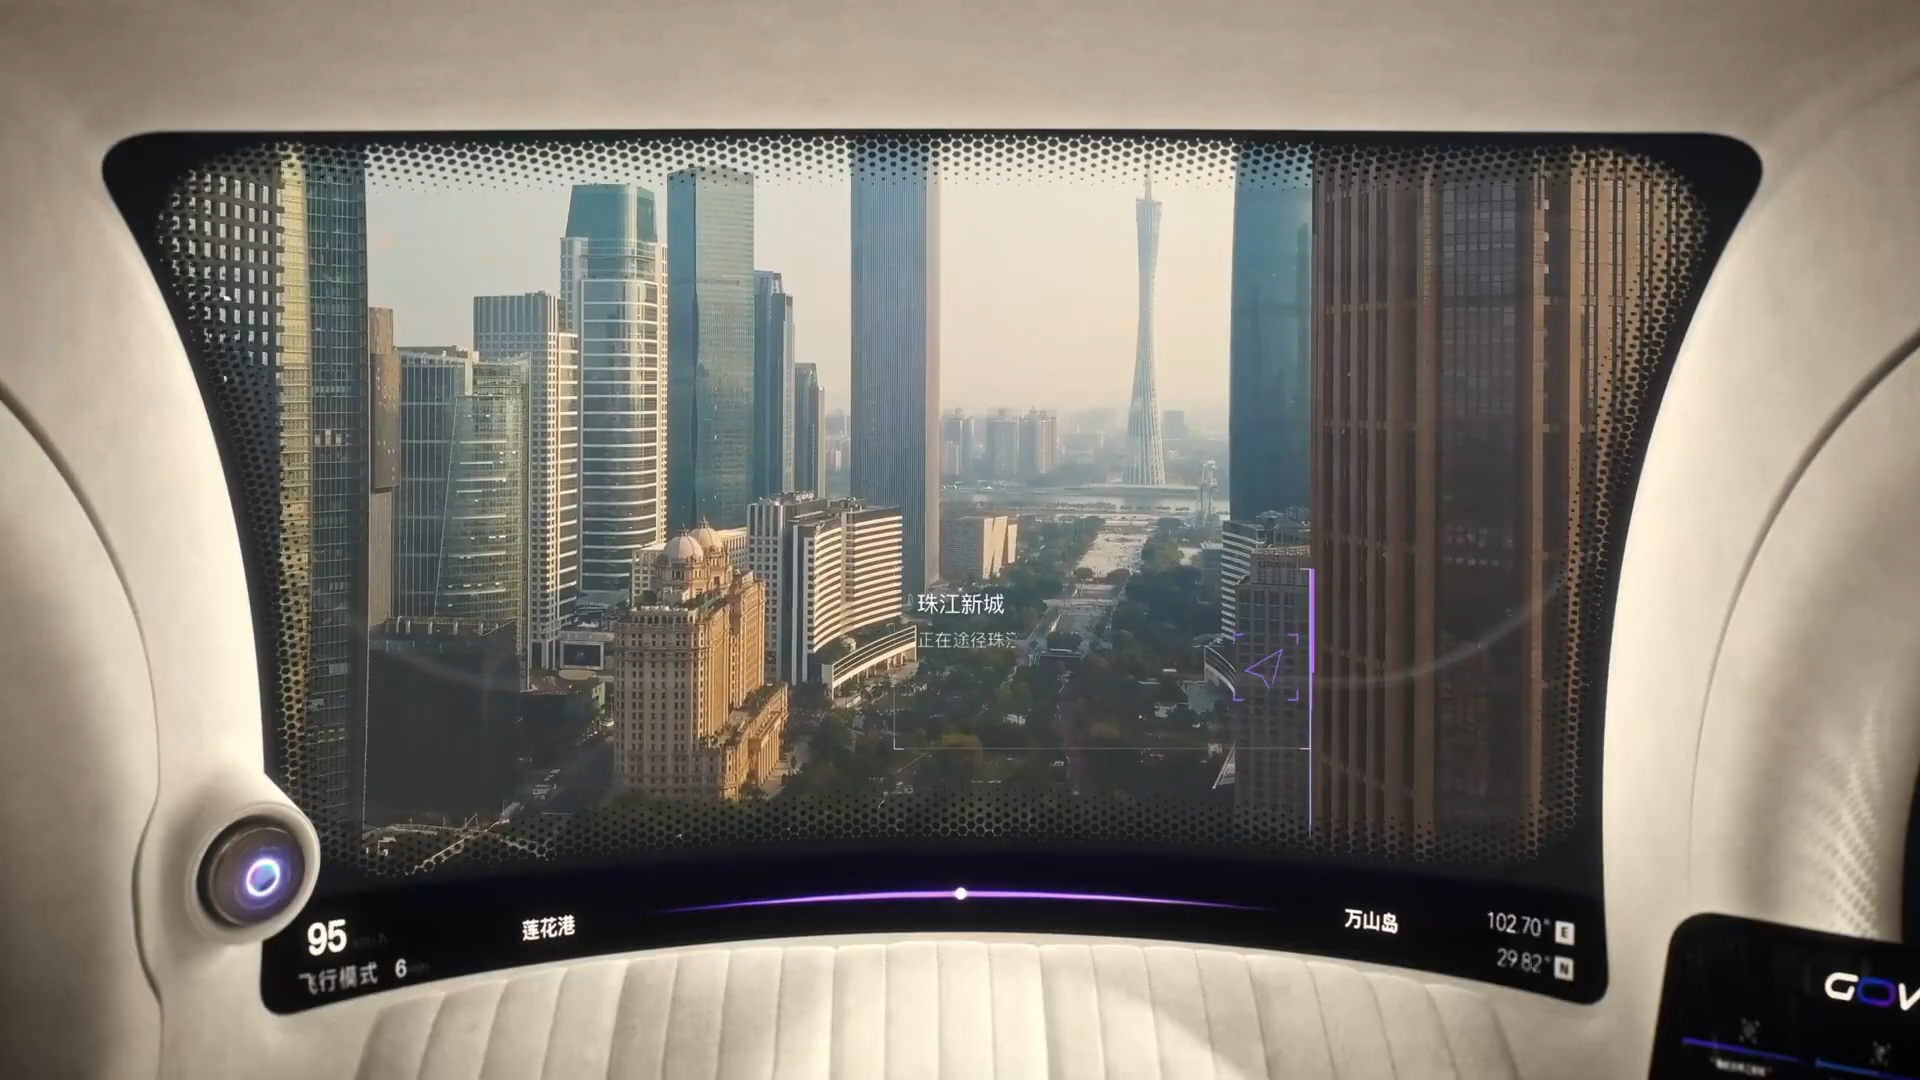 珠江新城
正在途径珠江
95 km/h
莲花港
万山岛
102.70° E
飞行模式 6
29.82° N
GOV